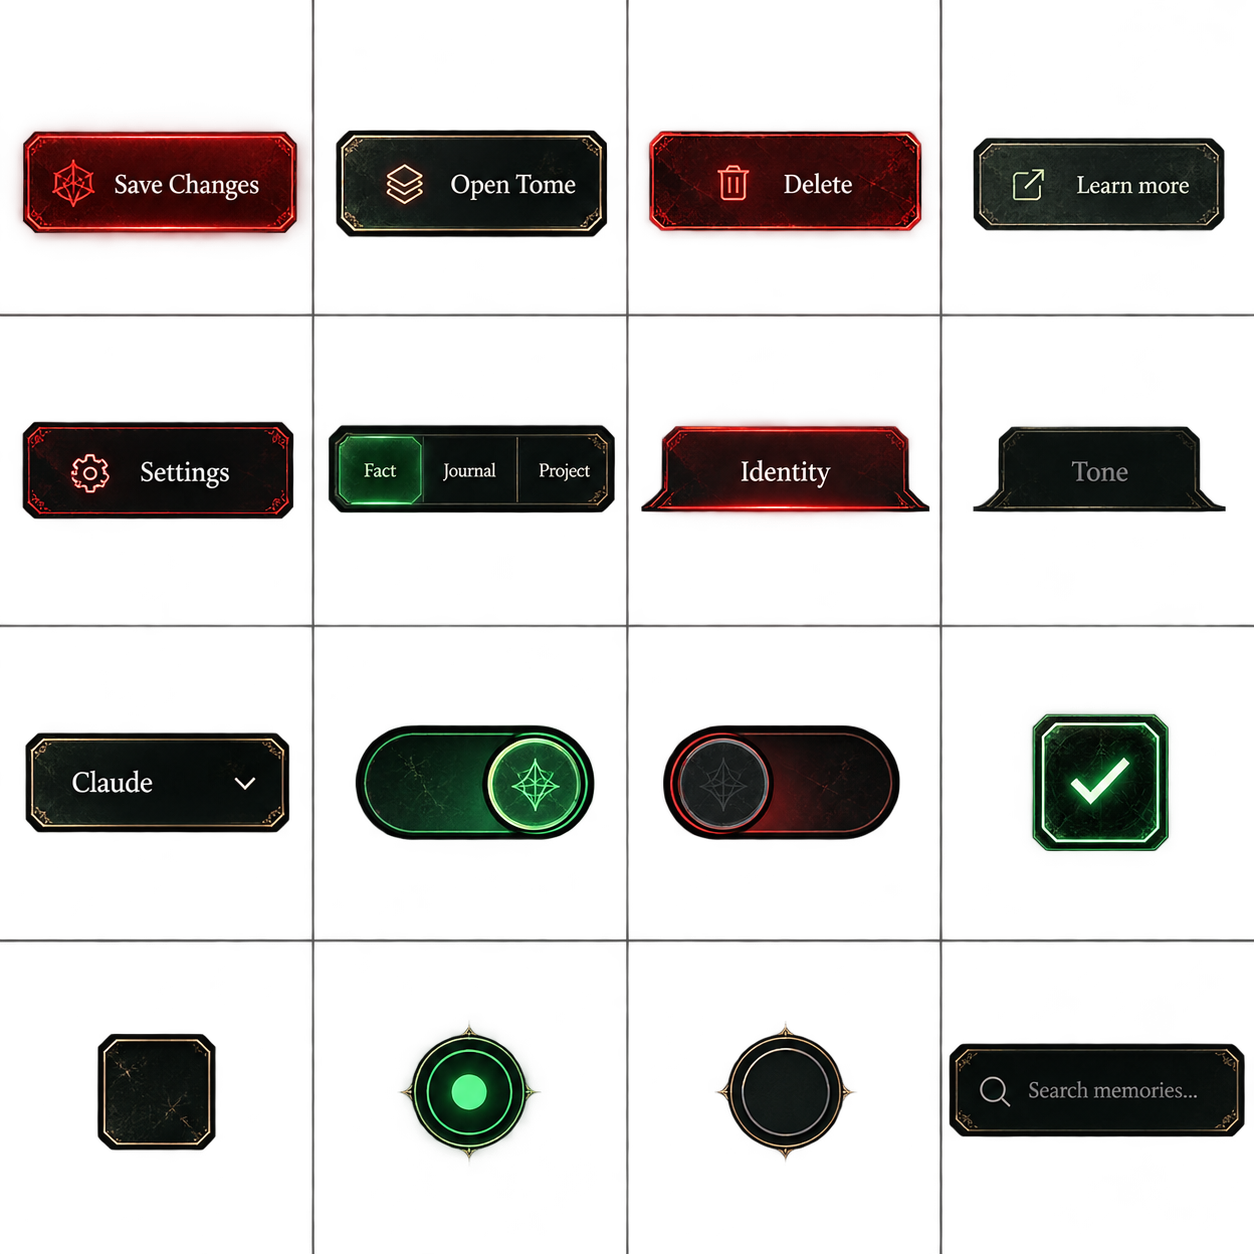 Save Changes
Open Tome
Delete
Learn more
Settings
Fact
Journal
Project
Identity
Tone
Claude
Search memories...